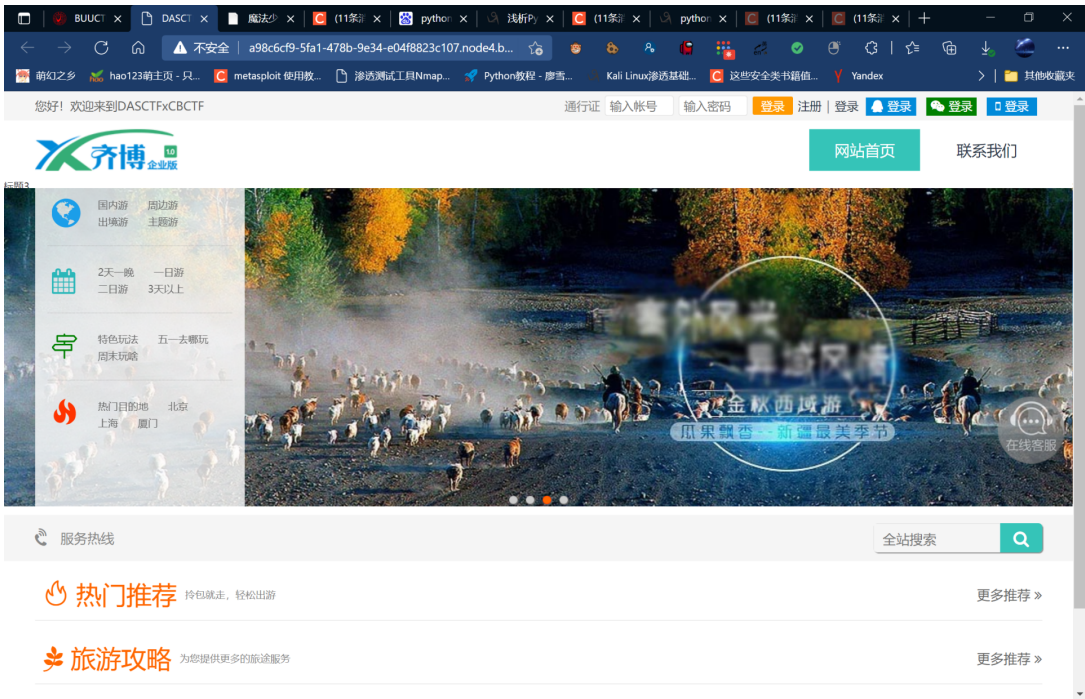 BUUCT
DASCT
魔法少
(11条消
python
浅析Py
(11条消
python
(11条消
(11条消
不安全
a98c6cf9-5fa1-478b-9e34-e04f8823c107.node4.b...
萌幻之乡
hao123萌主页 - 只...
metasploit 使用教...
渗透测试工具Nmap...
Python教程 - 廖雪...
Kali Linux渗透基础...
这些安全类书籍值...
Yandex
其他收藏夹
您好！欢迎来到DASCTFxCBCTF
通行证 输入帐号 输入密码 登录 注册 | 登录 登录 登录 登录
齐博 企业版 1.0
网站首页 联系我们
标题3
国内游 周边游
出境游 主题游
2天一晚 一日游
二日游 3天以上
特色玩法 五一去哪玩
周末玩啥
热门目的地 北京
上海 厦门
金秋西域游
瓜果飘香 新疆最美季节
在线客服
服务热线
全站搜索
热门推荐 拎包就走，轻松出游
更多推荐 »
旅游攻略 为您提供更多的旅途服务
更多推荐 »